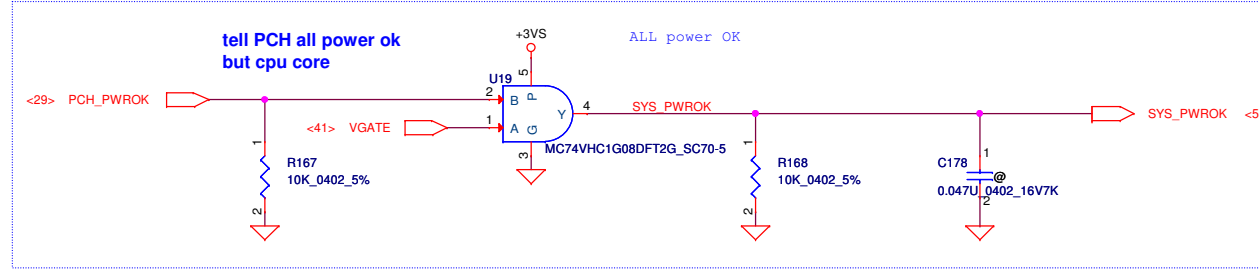 tell PCH all power ok
but cpu core
+3VS
ALL power OK
U19
5
<29> PCH_PWROK
2
B
P
Y
4
SYS_PWROK
SYS_PWROK <5
<41> VGATE
1
A
G
3
MC74VHC1G08DFT2G_SC70-5
1
R167
10K_0402_5%
2
1
R168
10K_0402_5%
2
1
C178
@
0.047U_0402_16V7K
2